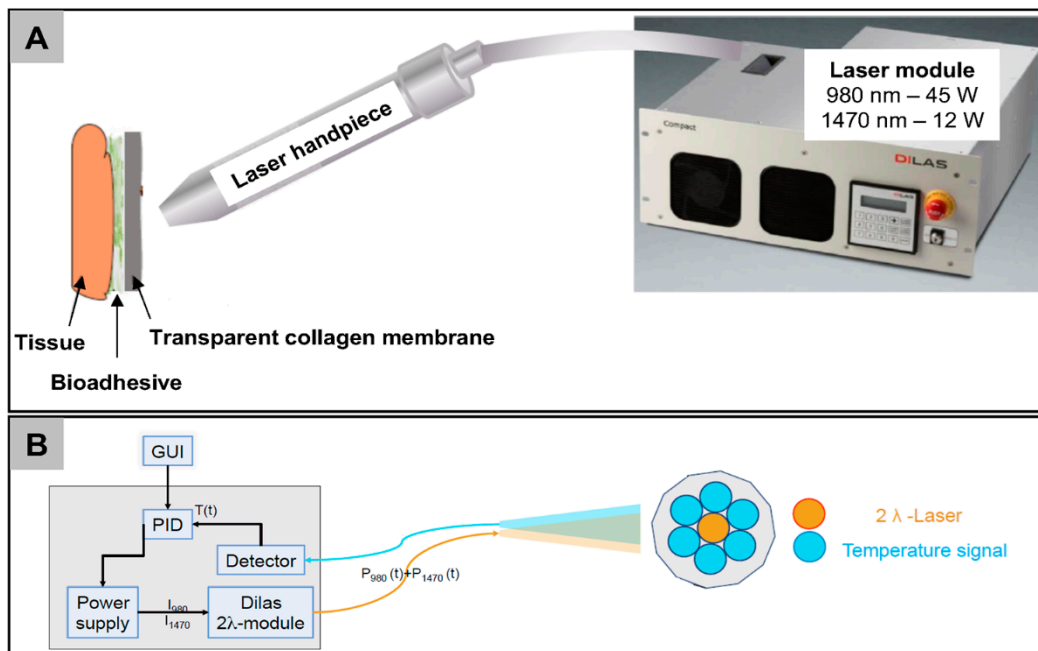 A
Laser handpiece
Laser module
980 nm – 45 W
1470 nm – 12 W
Compact
DILAS
Tissue
Transparent collagen membrane
Bioadhesive
B
GUI
PID
T(t)
Detector
Power
supply
I980
I1470
Dilas
2λ-module
P980 (t)+P1470 (t)
2 λ -Laser
Temperature signal